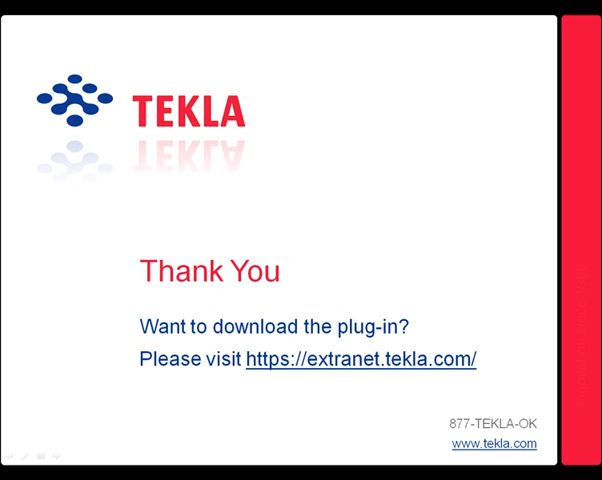 TEKLA
Thank You
Want to download the plug-in?
Please visit https://extranet.tekla.com/
877-TEKLA-OK
www.tekla.com